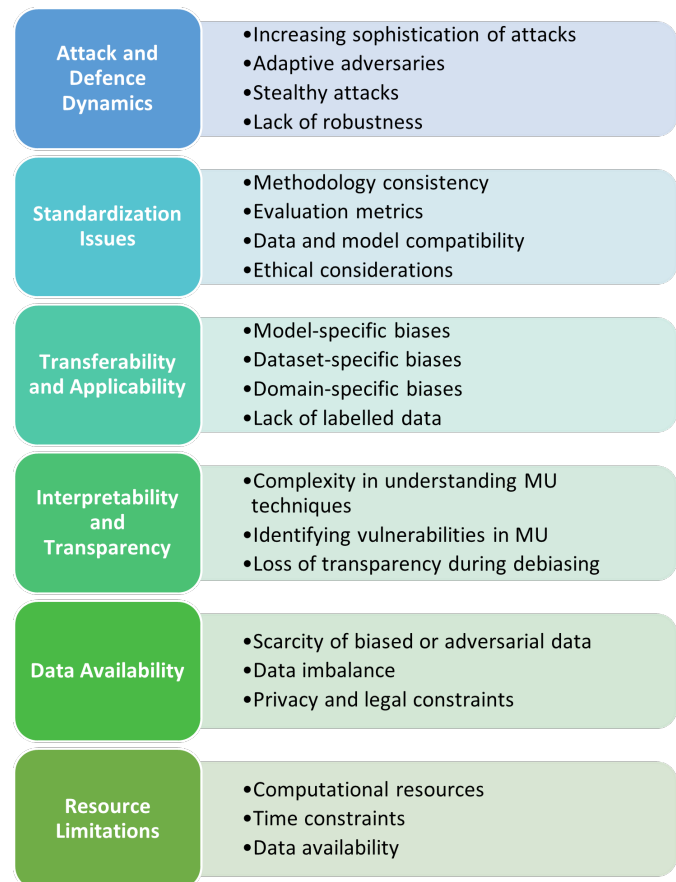 Attack and
Defence
Dynamics
•Increasing sophistication of attacks
•Adaptive adversaries
•Stealthy attacks
•Lack of robustness
Standardization
Issues
•Methodology consistency
•Evaluation metrics
•Data and model compatibility
•Ethical considerations
Transferability
and Applicability
•Model-specific biases
•Dataset-specific biases
•Domain-specific biases
•Lack of labelled data
Interpretability
and
Transparency
•Complexity in understanding MU
techniques
•Identifying vulnerabilities in MU
•Loss of transparency during debiasing
Data Availability
•Scarcity of biased or adversarial data
•Data imbalance
•Privacy and legal constraints
Resource
Limitations
•Computational resources
•Time constraints
•Data availability